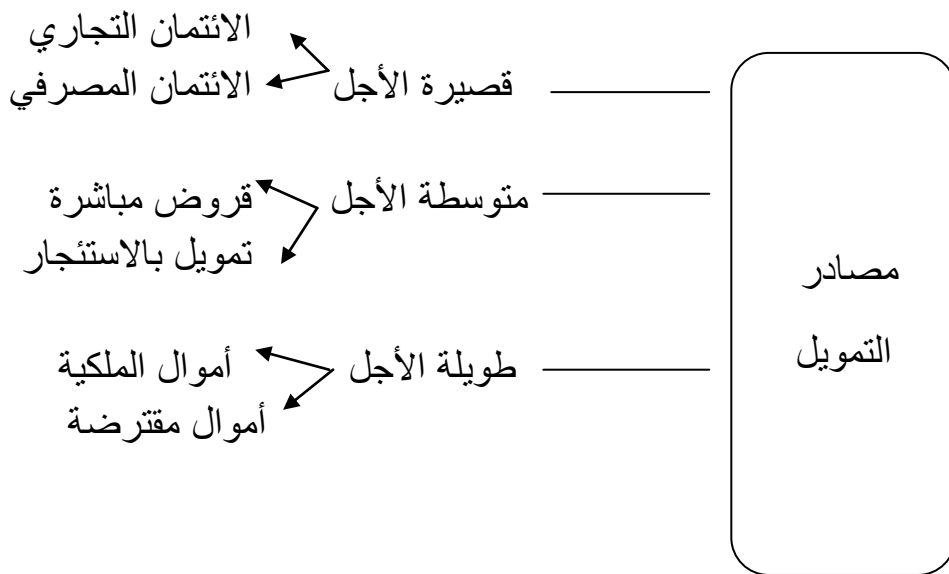 مصادر
التمويل
قصيرة الأجل
الائتمان التجاري
الائتمان المصرفي
متوسطة الأجل
قروض مباشرة
تمويل بالاستئجار
طويلة الأجل
أموال الملكية
أموال مقترضة